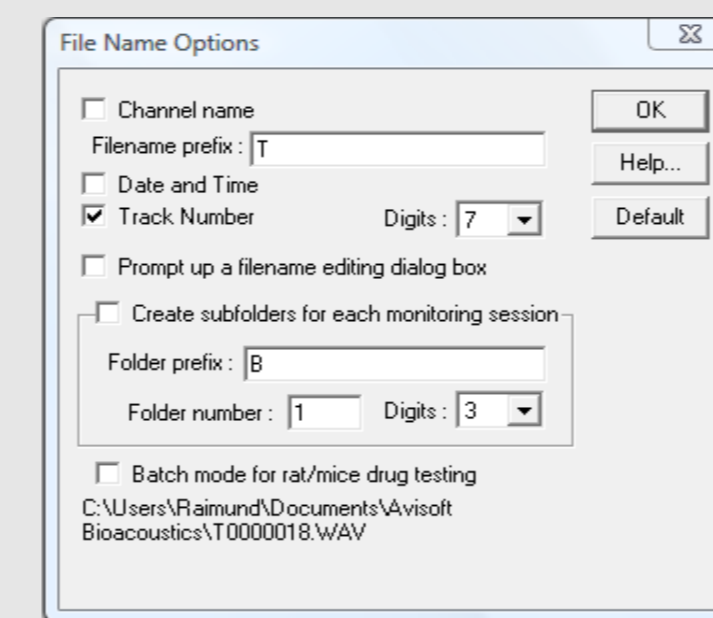 File Name Options
Channel name
OK
Filename prefix : T
Help...
Date and Time
Track Number Digits : 7
Default
Prompt up a filename editing dialog box
Create subfolders for each monitoring session
Folder prefix : B
Folder number : 1 Digits : 3
Batch mode for rat/mice drug testing
C:\Users\Raimund\Documents\Avisoft
Bioacoustics\T0000018.WAV